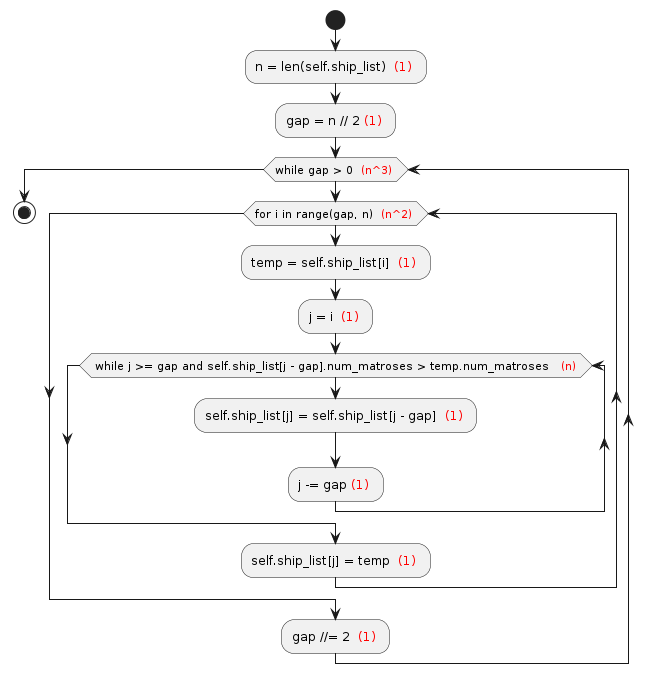 n = len(self.ship_list) (1)
gap = n // 2 (1)
while gap > 0 (n^3)
for i in range(gap, n) (n^2)
temp = self.ship_list[i] (1)
j = i (1)
while j >= gap and self.ship_list[j - gap].num_matroses > temp.num_matroses (n)
self.ship_list[j] = self.ship_list[j - gap] (1)
j -= gap (1)
self.ship_list[j] = temp (1)
gap //= 2 (1)